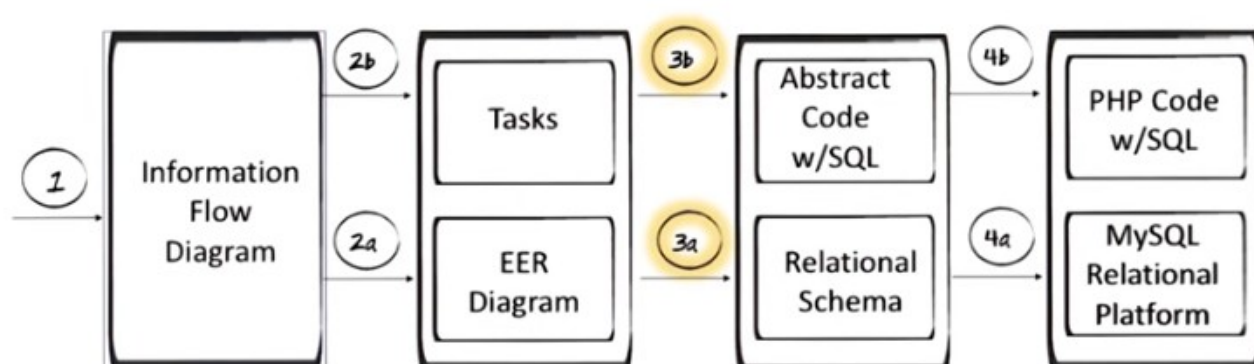 1
Information
Flow
Diagram
2b
2a
Tasks
EER
Diagram
3b
3a
Abstract
Code
w/SQL
Relational
Schema
4b
4a
PHP Code
w/SQL
MySQL
Relational
Platform